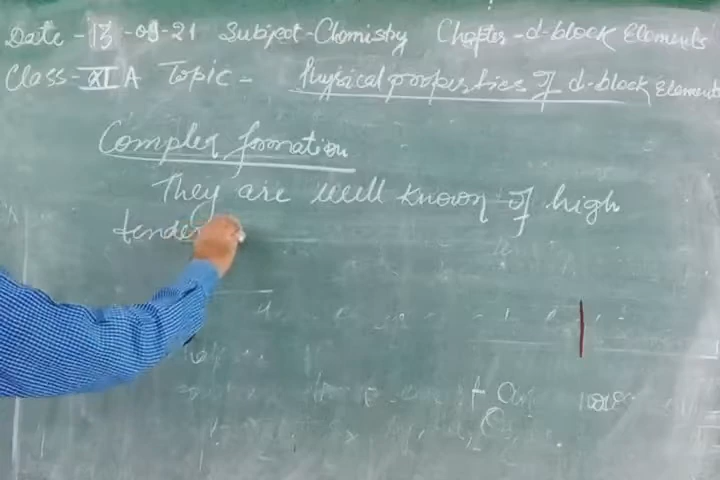 Date - 13 -09-21 Subject-Chemistry Chapter-d-block Elements
Class-XI A Topic - Physical properties of d-block Elements
Complex formation
They are well known of high
tende